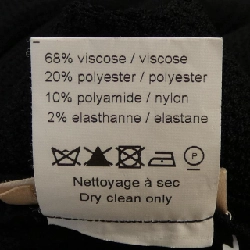 68% viscose / viscose
20% polyester / polyester
10% polyamide / nylon
2% elasthanne / elastane
P
Nettoyage à sec
Dry clean only